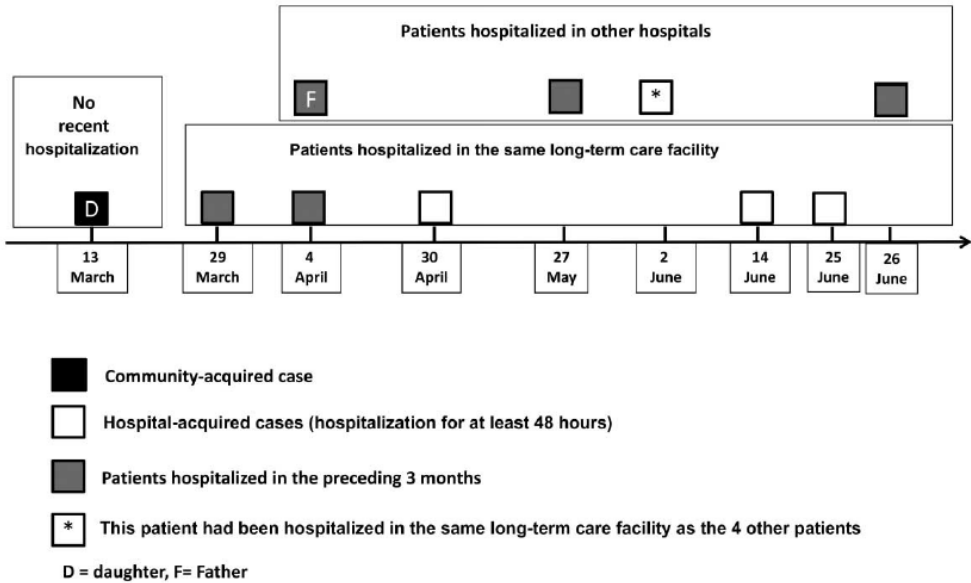 Patients hospitalized in other hospitals
No
recent
hospitalization
F
*
Patients hospitalized in the same long-term care facility
D
13
March
29
March
4
April
30
April
27
May
2
June
14
June
25
June
26
June
Community-acquired case
Hospital-acquired cases (hospitalization for at least 48 hours)
Patients hospitalized in the preceding 3 months
* This patient had been hospitalized in the same long-term care facility as the 4 other patients
D = daughter, F= Father